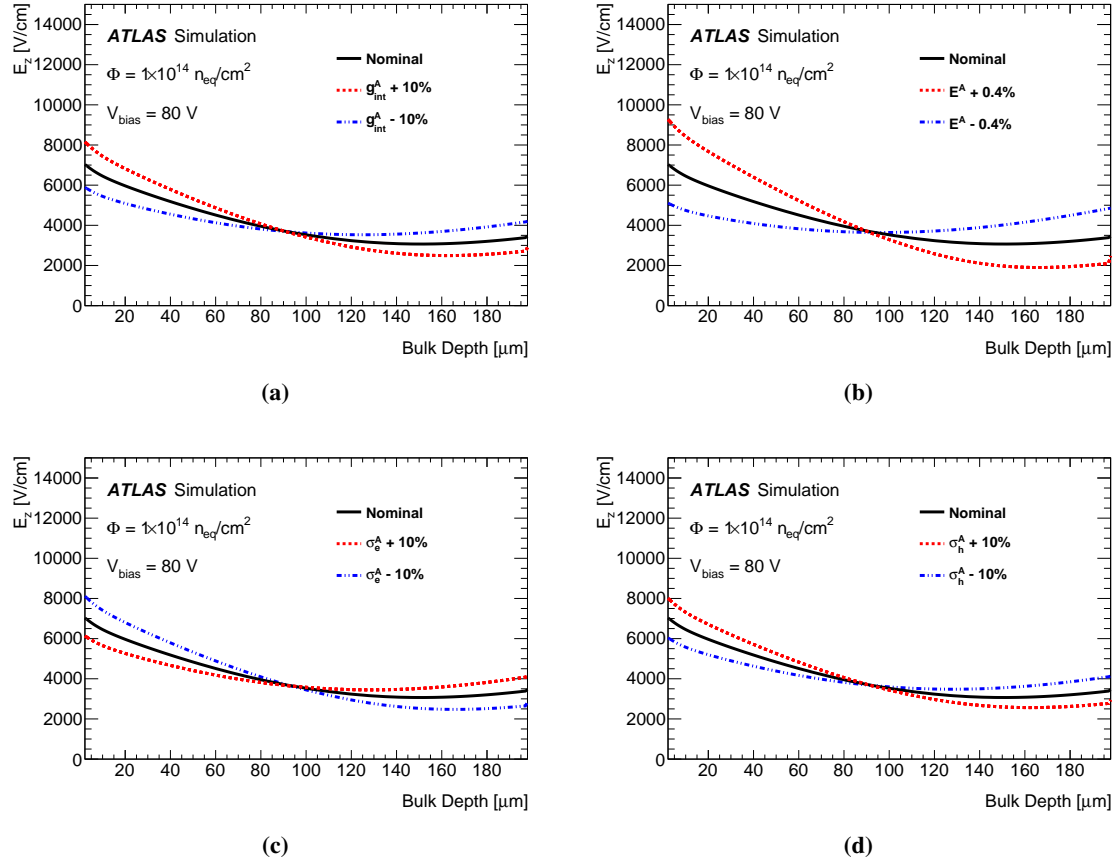 E_z [V/cm]
14000
12000
10000
8000
6000
4000
2000
0
ATLAS Simulation
Φ = 1×10^14 n_eq/cm^2
V_bias = 80 V
Nominal
g_int^A + 10%
g_int^A - 10%
20 40 60 80 100 120 140 160 180
Bulk Depth [μm]
(a)
E_z [V/cm]
14000
12000
10000
8000
6000
4000
2000
0
ATLAS Simulation
Φ = 1×10^14 n_eq/cm^2
V_bias = 80 V
Nominal
E^A + 0.4%
E^A - 0.4%
20 40 60 80 100 120 140 160 180
Bulk Depth [μm]
(b)
E_z [V/cm]
14000
12000
10000
8000
6000
4000
2000
0
ATLAS Simulation
Φ = 1×10^14 n_eq/cm^2
V_bias = 80 V
Nominal
σ_e^A + 10%
σ_e^A - 10%
20 40 60 80 100 120 140 160 180
Bulk Depth [μm]
(c)
E_z [V/cm]
14000
12000
10000
8000
6000
4000
2000
0
ATLAS Simulation
Φ = 1×10^14 n_eq/cm^2
V_bias = 80 V
Nominal
σ_h^A + 10%
σ_h^A - 10%
20 40 60 80 100 120 140 160 180
Bulk Depth [μm]
(d)